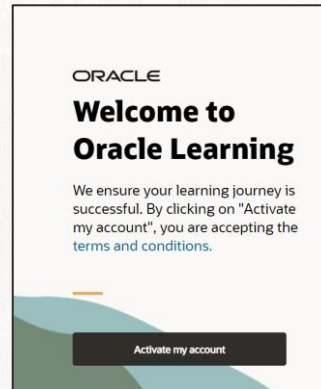 ORACLE
Welcome to
Oracle Learning
We ensure your learning journey is
successful. By clicking on "Activate
my account", you are accepting the
terms and conditions.
Activate my account